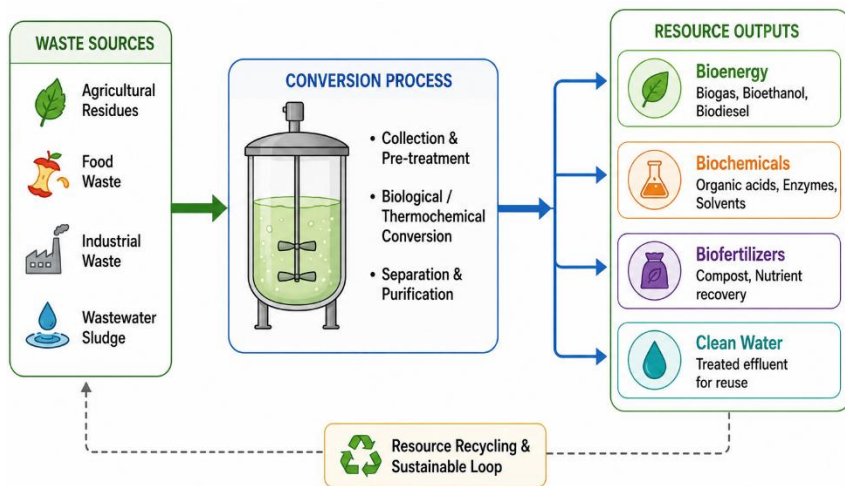 WASTE SOURCES
Agricultural
Residues
Food
Waste
Industrial
Waste
Wastewater
Sludge
CONVERSION PROCESS
• Collection &
Pre-treatment
• Biological /
Thermochemical
Conversion
• Separation &
Purification
RESOURCE OUTPUTS
Bioenergy
Biogas, Bioethanol,
Biodiesel
Biochemicals
Organic acids, Enzymes,
Solvents
Biofertilizers
Compost, Nutrient
recovery
Clean Water
Treated effluent
for reuse
Resource Recycling &
Sustainable Loop